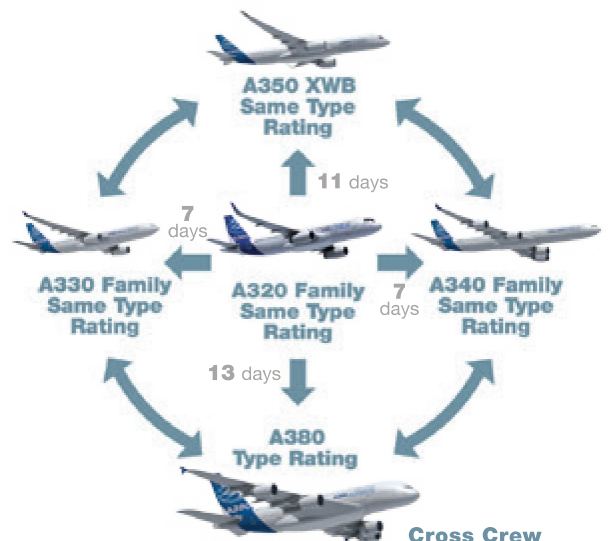 A350 XWB
Same Type
Rating
11 days
7
days
A330 Family
Same Type
Rating
A320 Family
Same Type
Rating
7
days
A340 Family
Same Type
Rating
13 days
A380
Type Rating
Cross Crew